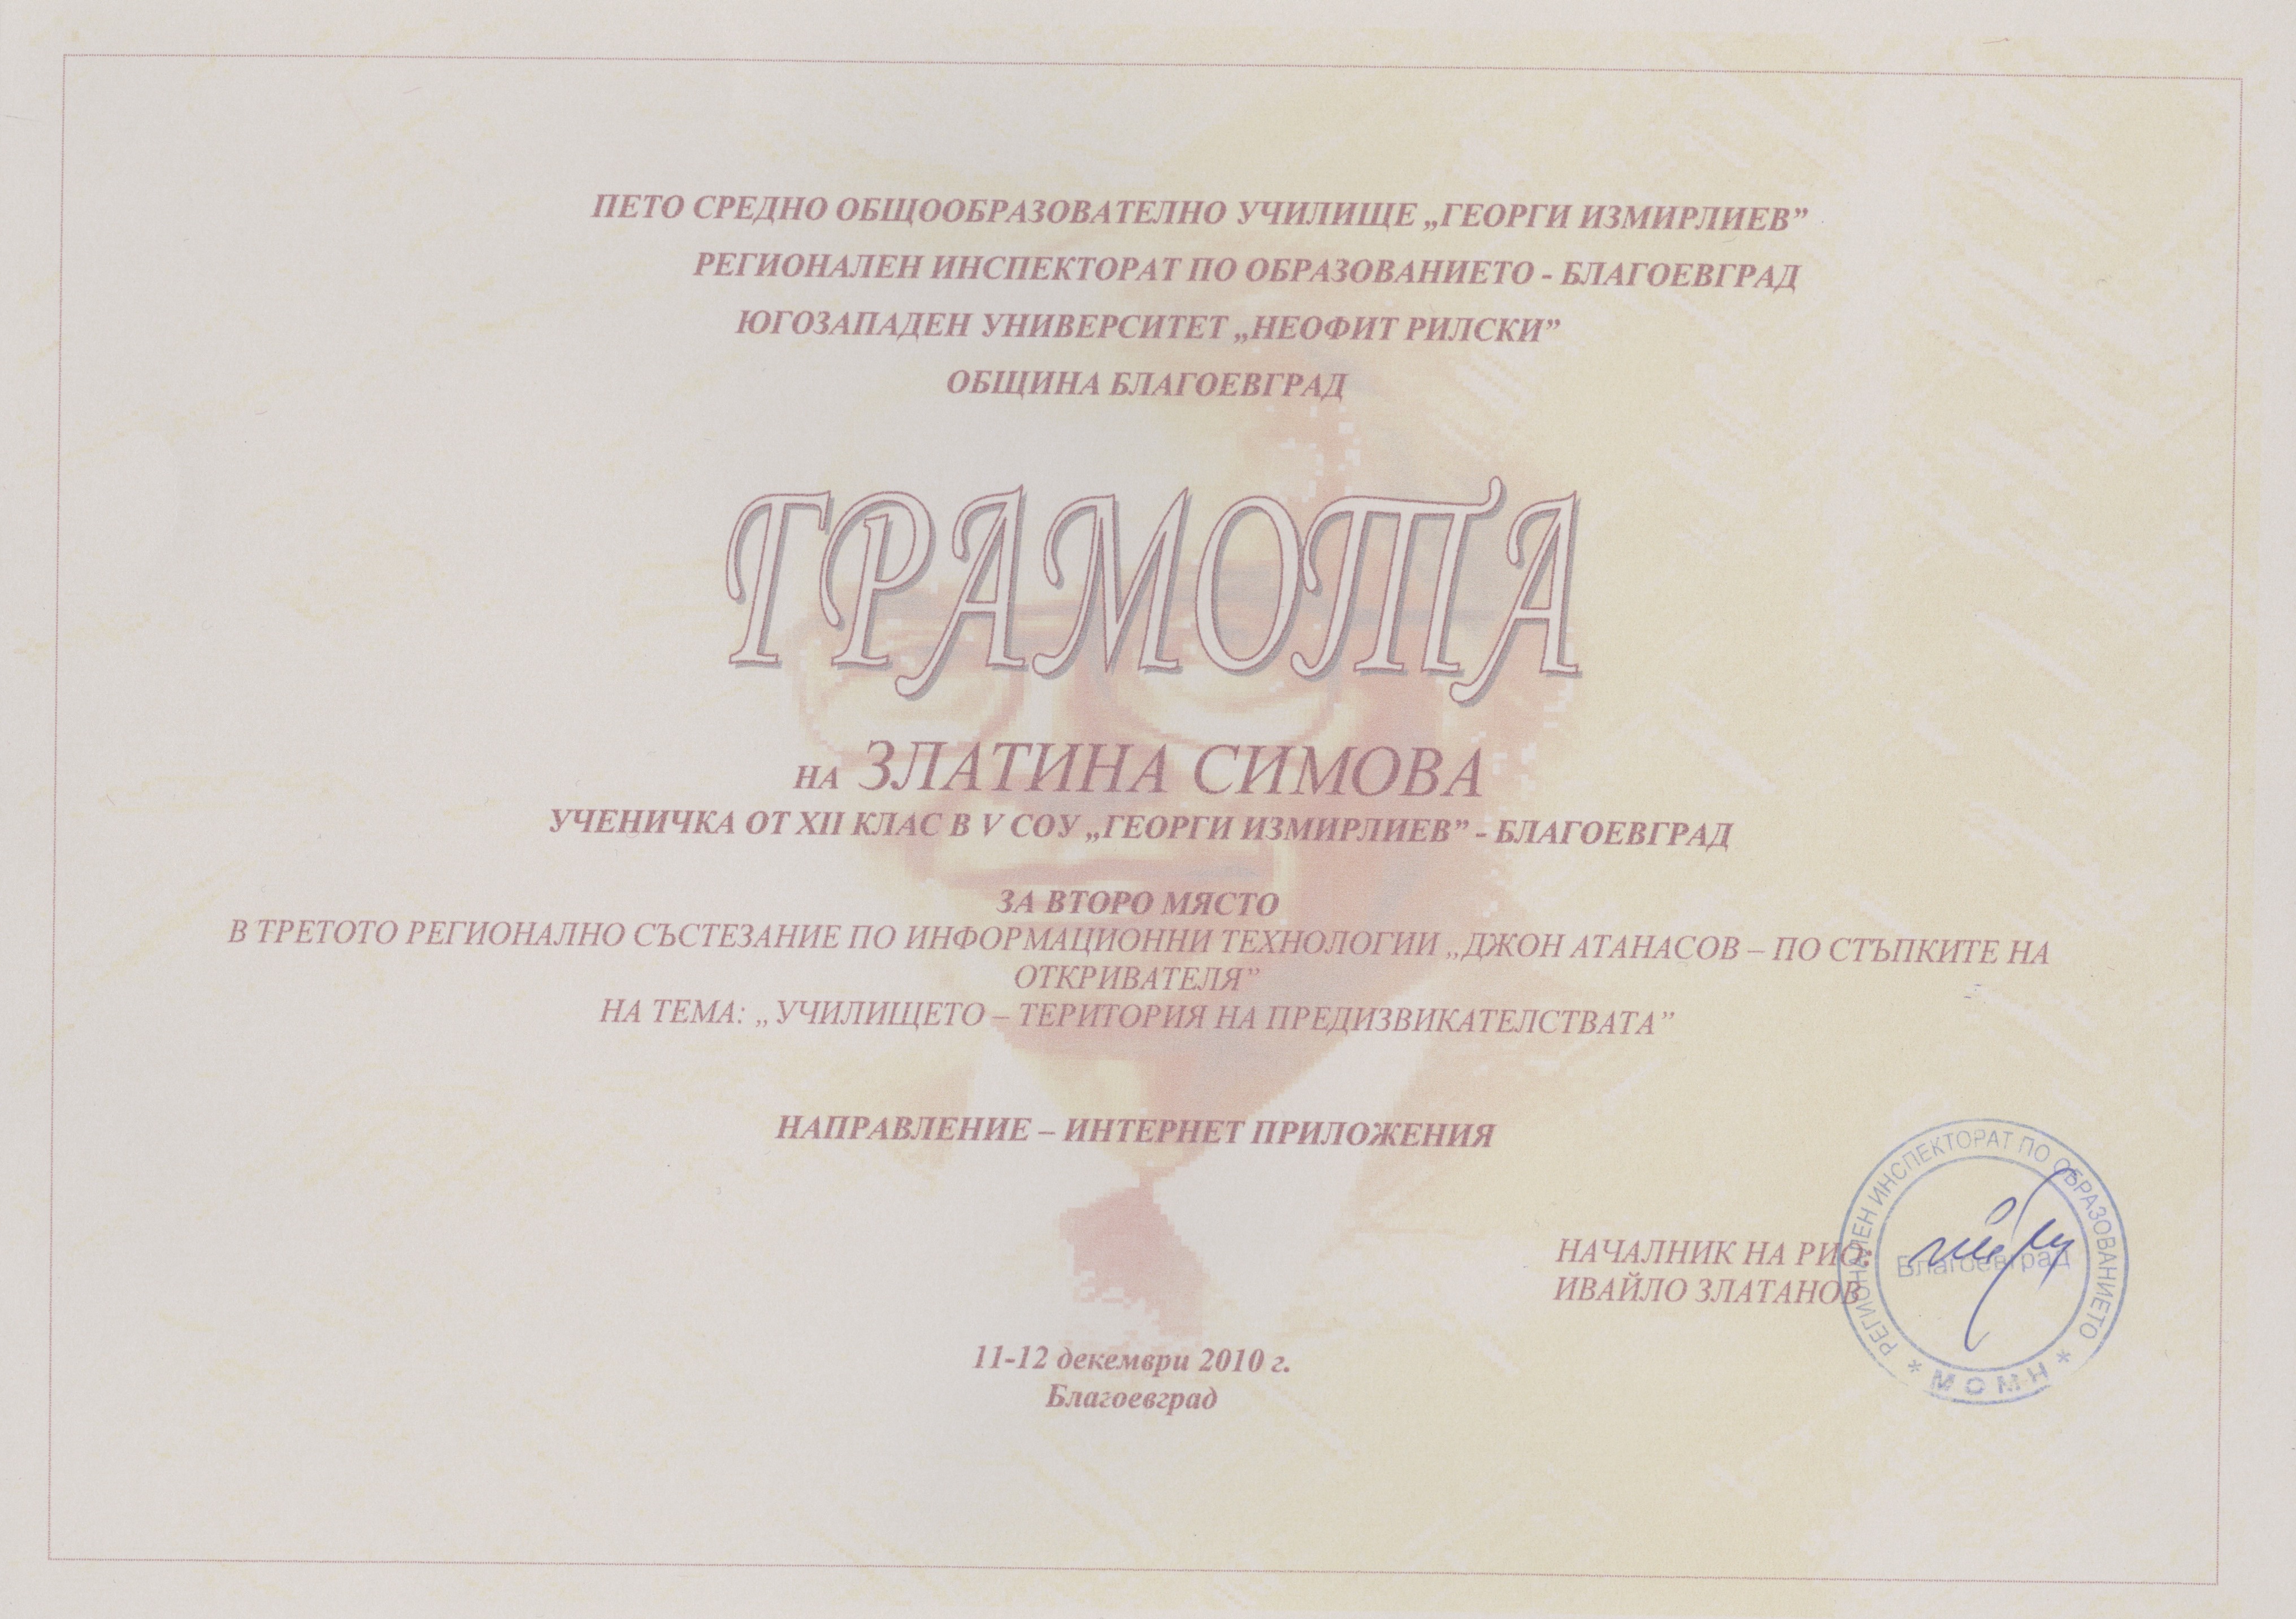 ПЕТО СРЕДНО ОБЩООБРАЗОВАТЕЛНО УЧИЛИЩЕ „ГЕОРГИ ИЗМИРЛИЕВ”
РЕГИОНАЛЕН ИНСПЕКТОРАТ ПО ОБРАЗОВАНИЕТО - БЛАГОЕВГРАД
ЮГОЗАПАДЕН УНИВЕРСИТЕТ „НЕОФИТ РИЛСКИ”
ОБЩИНА БЛАГОЕВГРАД
ГРАМОТА
НА ЗЛАТИНА СИМОВА
УЧЕНИЧКА ОТ XII КЛАС В V СОУ „ГЕОРГИ ИЗМИРЛИЕВ” - БЛАГОЕВГРАД
ЗА ВТОРО МЯСТО
В ТРЕТОТО РЕГИОНАЛНО СЪСТЕЗАНИЕ ПО ИНФОРМАЦИОННИ ТЕХНОЛОГИИ „ДЖОН АТАНАСОВ – ПО СТЪПКИТЕ НА
ОТКРИВАТЕЛЯ”
НА ТЕМА: „УЧИЛИЩЕТО – ТЕРИТОРИЯ НА ПРЕДИЗВИКАТЕЛСТВАТА”
НАПРАВЛЕНИЕ – ИНТЕРНЕТ ПРИЛОЖЕНИЯ
НАЧАЛНИК НА РИО:
ИВАЙЛО ЗЛАТАНОВ
РЕГИОНАЛЕН ИНСПЕКТОРАТ ПО ОБРАЗОВАНИЕТО
Благоевград
* МОМН *
11-12 декември 2010 г.
Благоевград